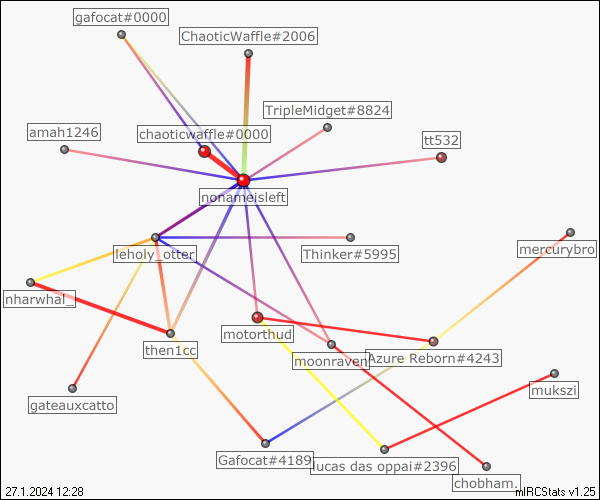 gafocat#0000
ChaoticWaffle#2006
TripleMidget#8824
amah1246
chaoticwaffle#0000
tt532
nonameisleft
leholy_otter
Thinker#5995
mercurybro
nharwhal_
motorthud
then1cc
moonraven
Azure Reborn#4243
mukszi
gateauxcatto
Gafocat#4189
lucas das oppai#2396
chobham.
27.1.2024 12:28
mIRCStats v1.25